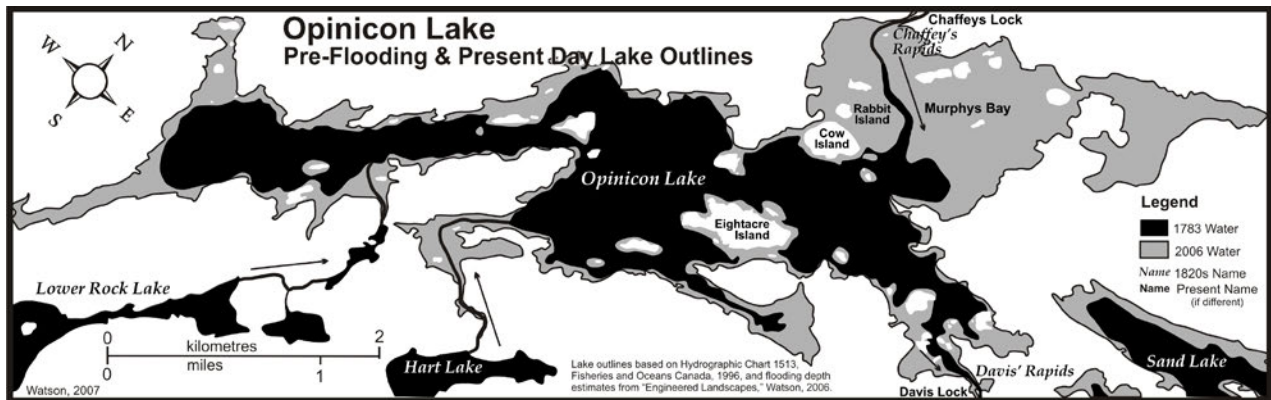 Opinicon Lake
Pre-Flooding & Present Day Lake Outlines
W
N
S
E
Chaffeys Lock
Chaffey's
Rapids
Rabbit
Island
Murphys Bay
Cow
Island
Opinicon Lake
Eightacre
Island
Legend
1783 Water
2006 Water
Name 1820s Name
Name Present Name
(if different)
Lower Rock Lake
0
2
kilometres
miles
1
Hart Lake
Lake outlines based on Hydrographic Chart 1513,
Fisheries and Oceans Canada, 1996, and flooding depth
estimates from "Engineered Landscapes," Watson, 2006.
Davis' Rapids
Davis Lock
Sand Lake
Watson, 2007